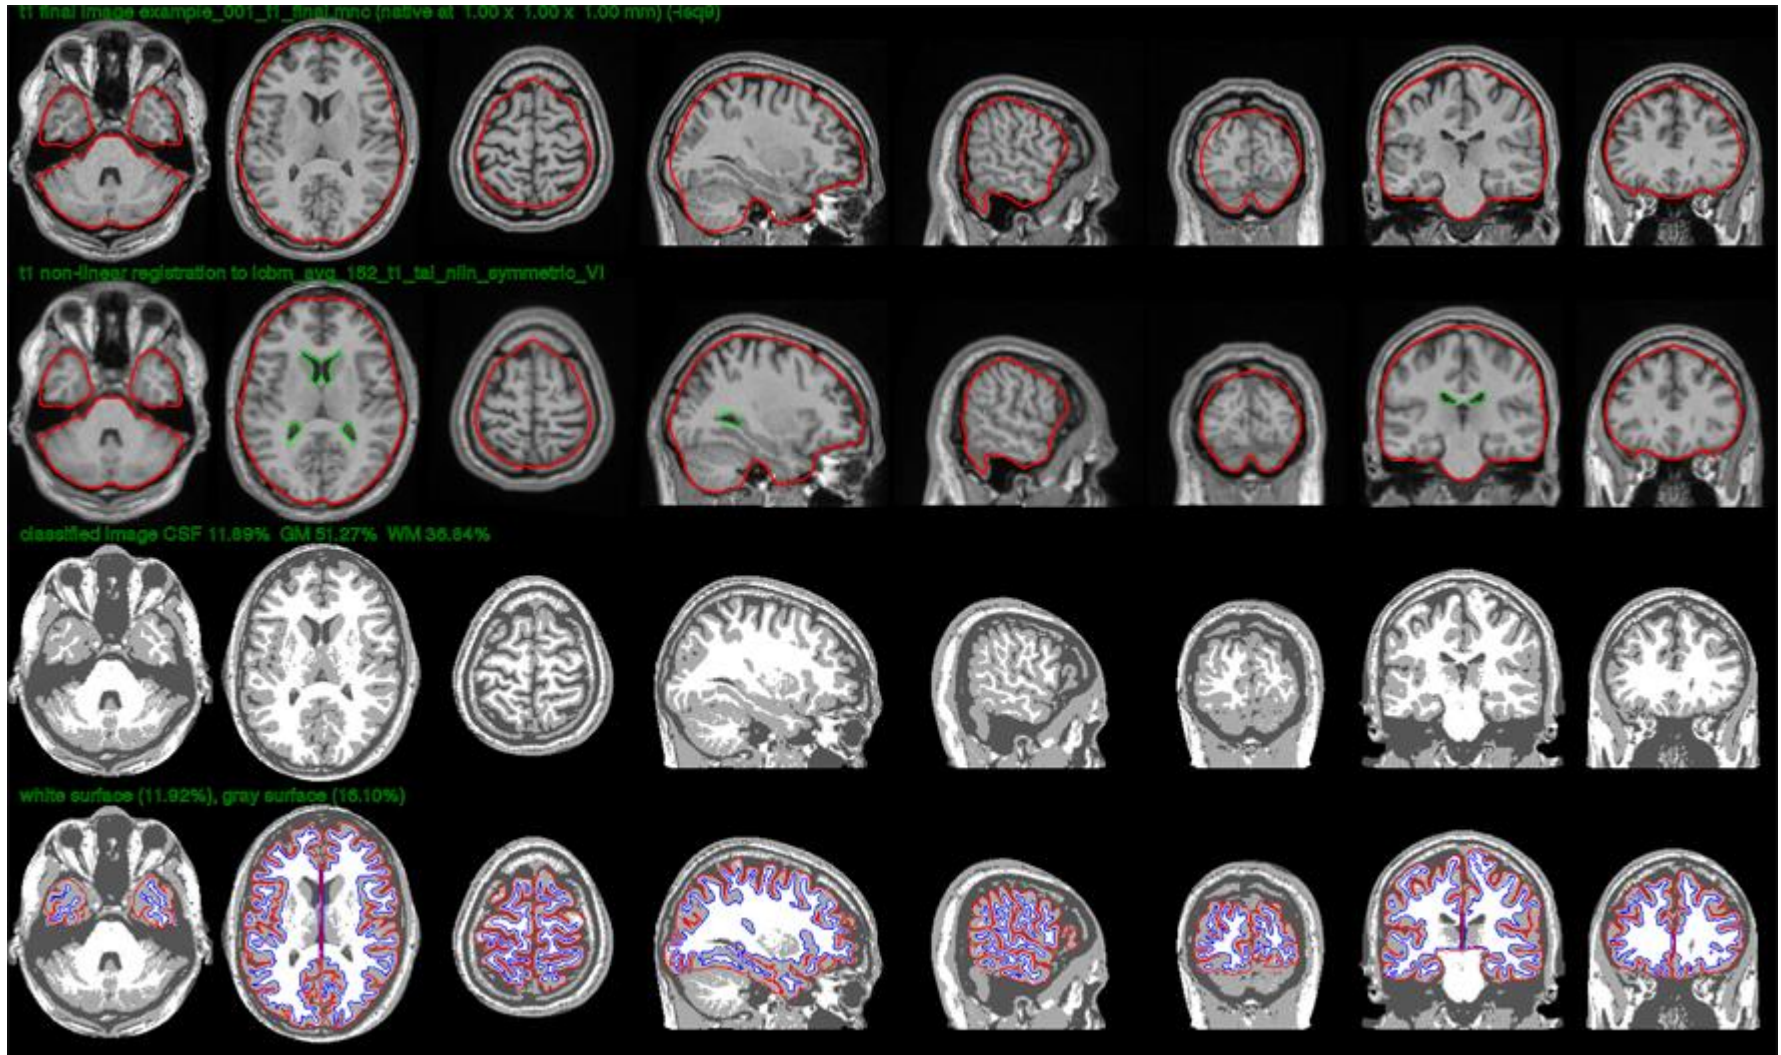 t1 final image example_001_t1_final.mnc (native at 1.00 x 1.00 x 1.00 mm) (-lsq9)
t1 non-linear registration to icbm_avg_152_t1_tal_nlin_symmetric_VI
classified image CSF 11.89% GM 51.27% WM 36.84%
white surface (11.92%), gray surface (16.10%)